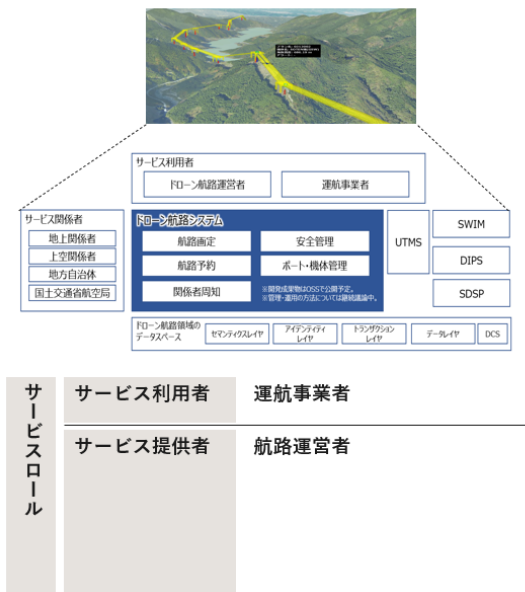 サービス利用者
ドローン航路運営者
運航事業者
サービス関係者
地上関係者
上空関係者
地方自治体
国土交通省航空局
ドローン航路システム
航路画定
安全管理
航路予約
ポート・機体管理
関係者周知
※開発成果物はOSSで公開予定。
※管理・運用の方法については継続議論中。
UTMS
SWIM
DIPS
SDSP
ドローン航路領域の
データスペース
セマンティクスレイヤ
アイデンティティ
レイヤ
トランザクション
レイヤ
データレイヤ
DCS
サービスロール
サービス利用者
運航事業者
サービス提供者
航路運営者